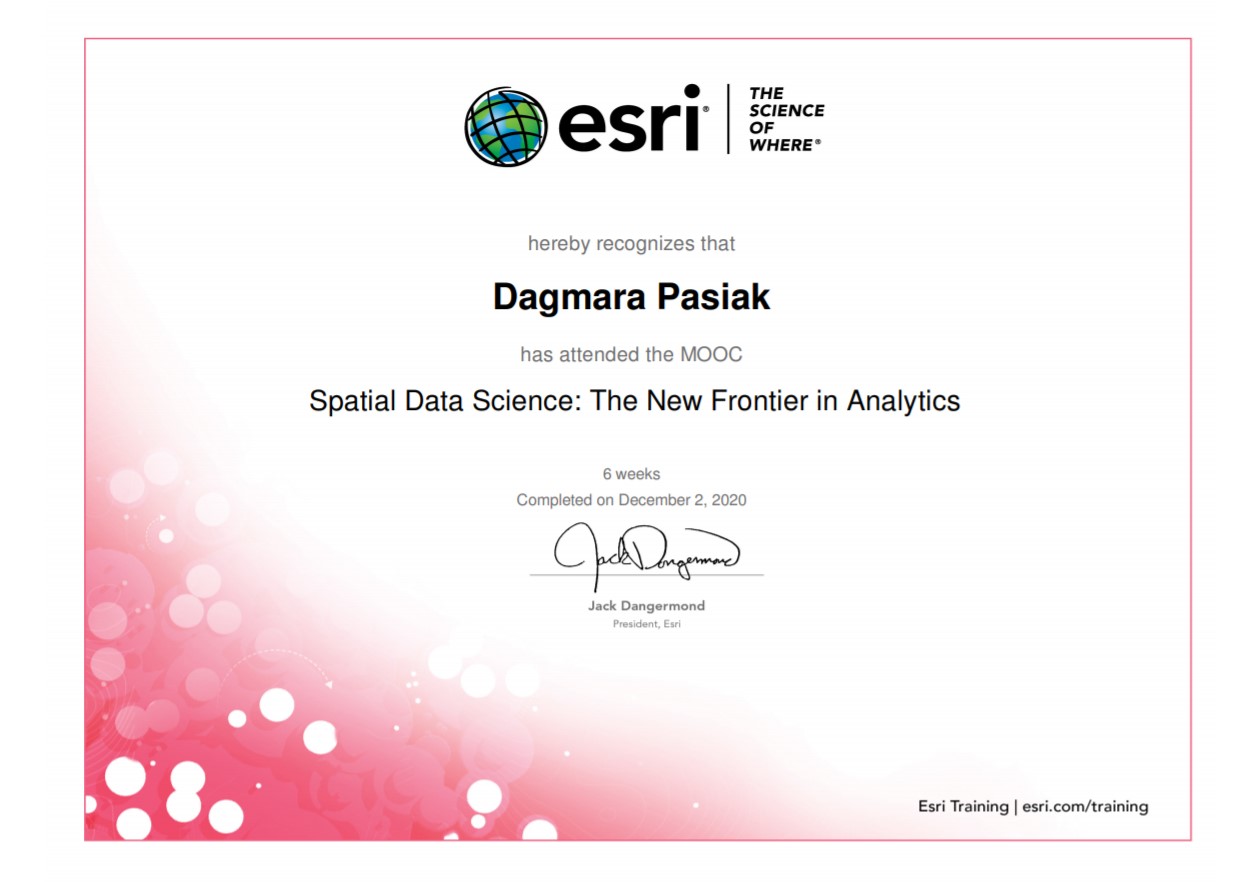 esri®
THE
SCIENCE
OF
WHERE®
hereby recognizes that
Dagmara Pasiak
has attended the MOOC
Spatial Data Science: The New Frontier in Analytics
6 weeks
Completed on December 2, 2020
Jack Dangermond
Jack Dangermond
President, Esri
Esri Training | esri.com/training